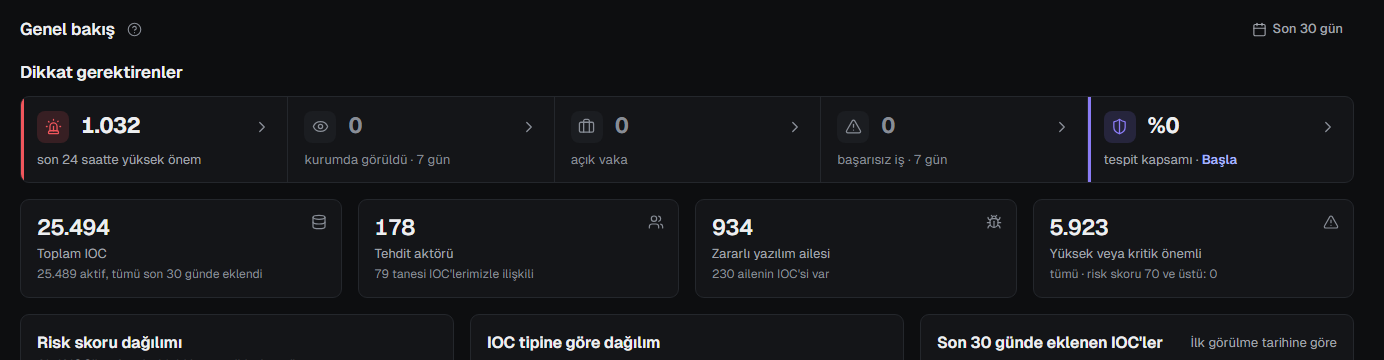 Genel bakış
Son 30 gün
Dikkat gerektirenler
1.032
son 24 saatte yüksek önem
0
kurumda görüldü · 7 gün
0
açık vaka
0
başarısız iş · 7 gün
%0
tespit kapsamı · Başla
25.494
Toplam IOC
25.489 aktif, tümü son 30 günde eklendi
178
Tehdit aktörü
79 tanesi IOC'lerimizle ilişkili
934
Zararlı yazılım ailesi
230 ailenin IOC'si var
5.923
Yüksek veya kritik önemli
tümü · risk skoru 70 ve üstü: 0
Risk skoru dağılımı
IOC tipine göre dağılım
Son 30 günde eklenen IOC'ler
İlk görülme tarihine göre